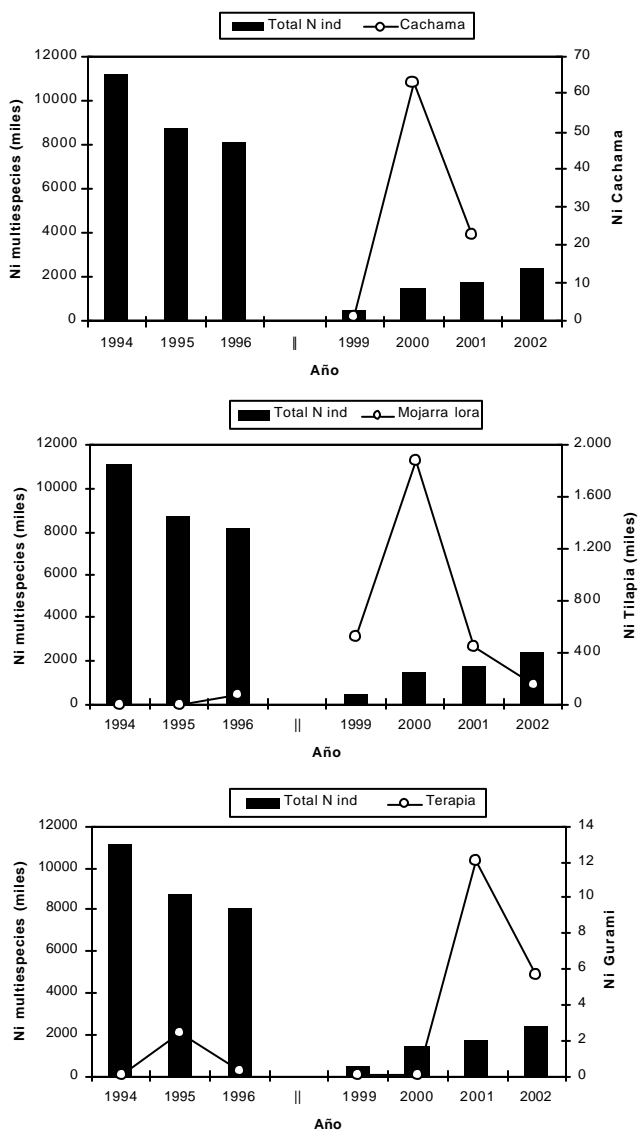 Total N ind Cachama
12000 70
60
10000
50
8000
40
6000
30
4000
20
2000
10
0 0
1994 1995 1996 || 1999 2000 2001 2002
Año
Ni multiespecies (miles)
Ni Cachama
Total N ind Mojarra lora
12000 2.000
10000
1.600
8000
1.200
6000
800
4000
400
2000
0 0
1994 1995 1996 || 1999 2000 2001 2002
Año
Ni multiespecies (miles)
Ni Tilapia (miles)
Total N ind Terapia
12000 14
12
10000
10
8000
8
6000
6
4000
4
2000
2
0 0
1994 1995 1996 || 1999 2000 2001 2002
Año
Ni multiespecies (miles)
Ni Gurami